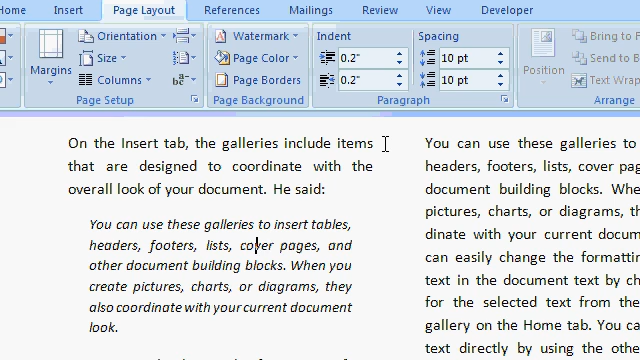 Home Insert Page Layout References Mailings Review View Developer
Orientation Watermark Indent Spacing Bring to F
Margins Size Page Color 0.2" 10 pt Position Send to B
Columns Page Borders 0.2" 10 pt Text Wrap
Page Setup Page Background Paragraph Arrange
On the Insert tab, the galleries include items
that are designed to coordinate with the
overall look of your document. He said:
You can use these galleries to insert tables,
headers, footers, lists, cover pages, and
other document building blocks. When you
create pictures, charts, or diagrams, they
also coordinate with your current document
look.
You can use these galleries to
headers, footers, lists, cover pag
document building blocks. Whe
pictures, charts, or diagrams, th
dinate with your current docum
can easily change the formattin
text in the document text by ch
for the selected text from the
gallery on the Home tab. You ca
text directly by using the othe